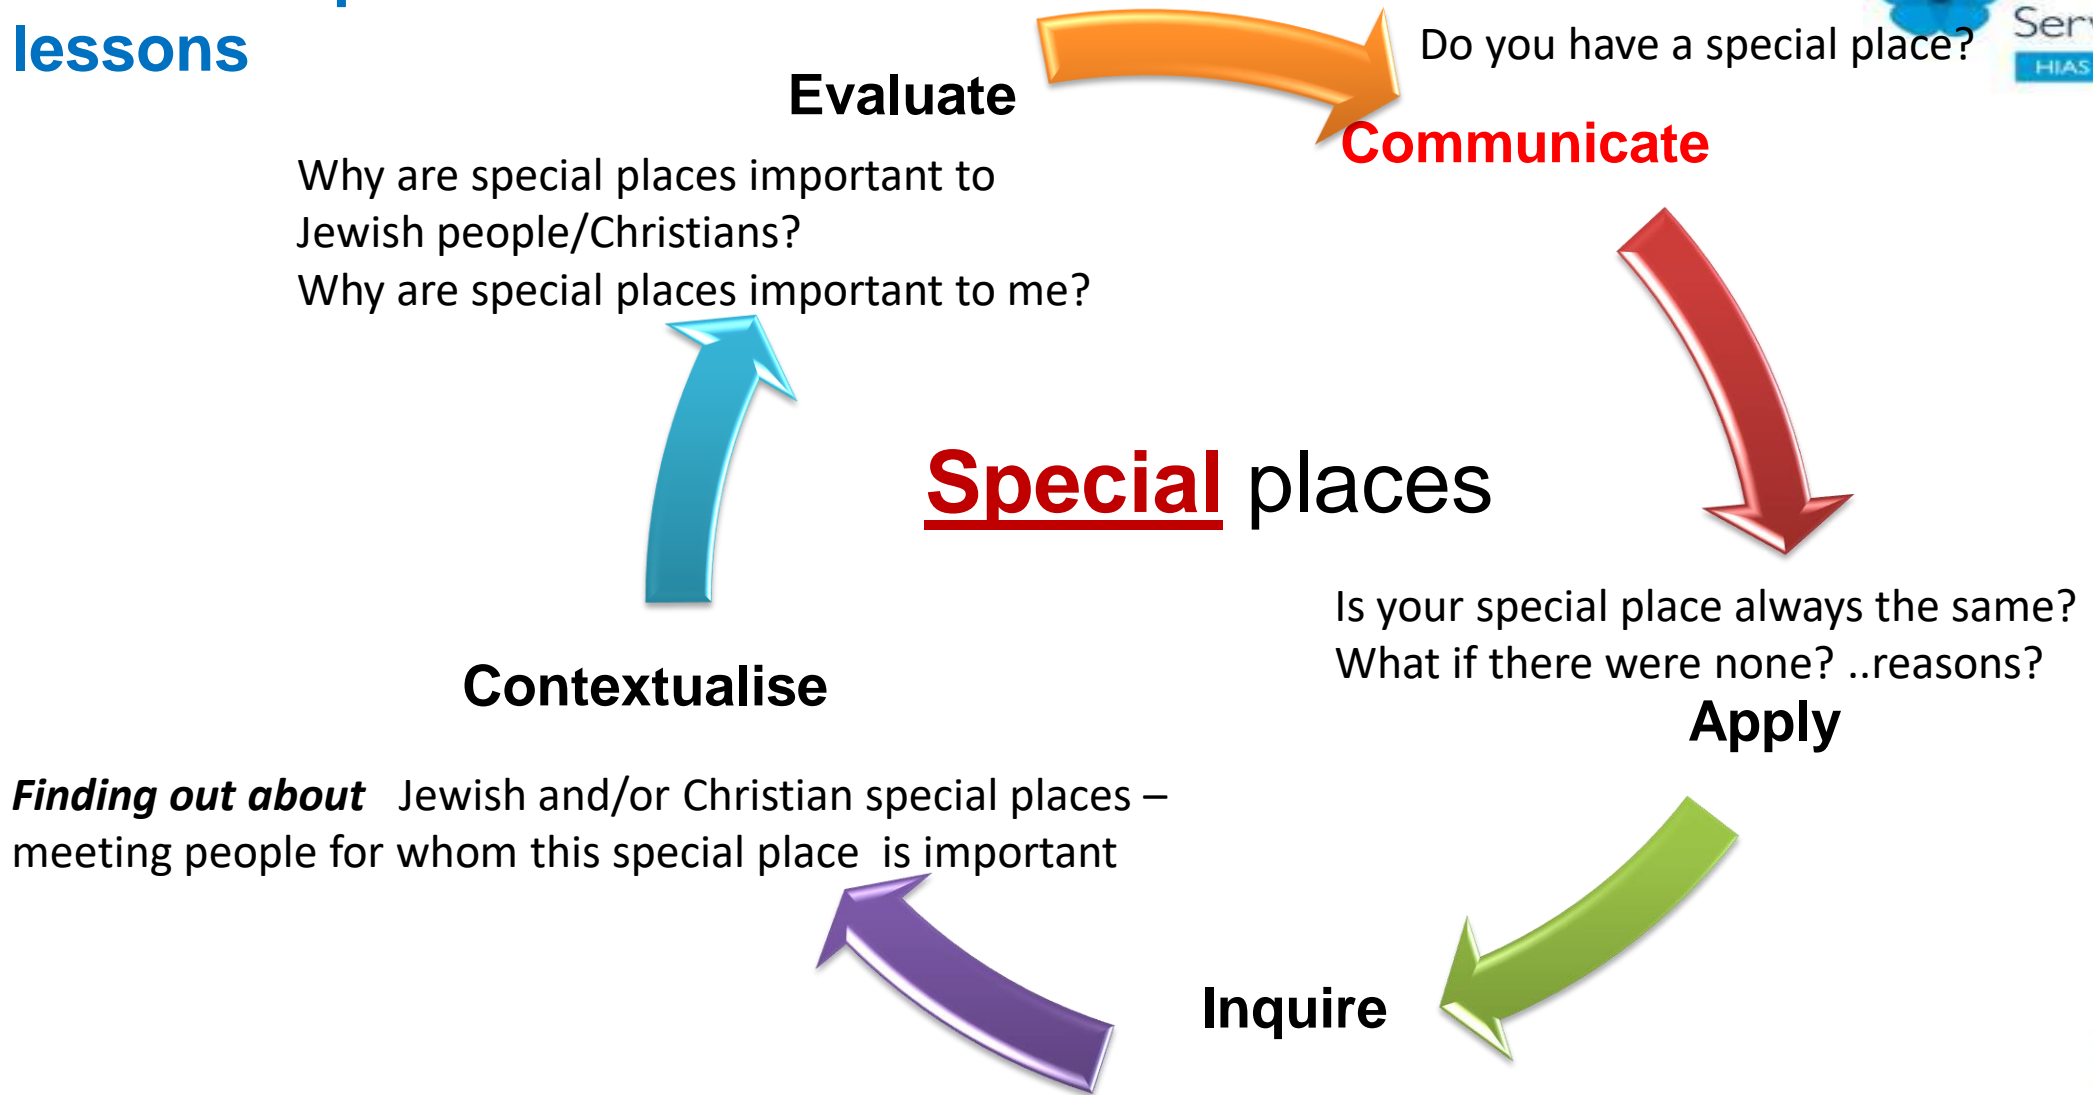 lessons
Do you have a special place?
HIAS
Evaluate
Communicate
Why are special places important to
Jewish people/Christians?
Why are special places important to me?
Special places
Is your special place always the same?
What if there were none? ..reasons?
Apply
Contextualise
Finding out about Jewish and/or Christian special places –
meeting people for whom this special place is important
Inquire